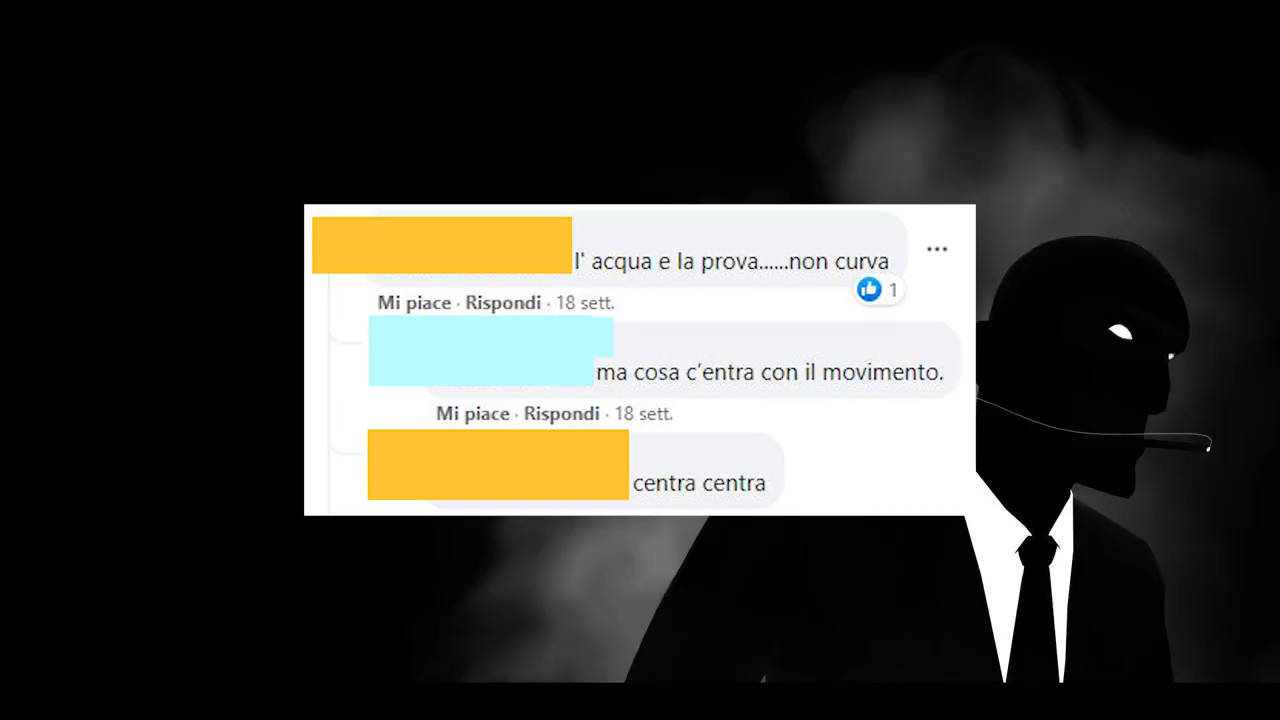 l' acqua e la prova......non curva
1
Mi piace · Rispondi · 18 sett.
ma cosa c'entra con il movimento.
Mi piace · Rispondi · 18 sett.
centra centra